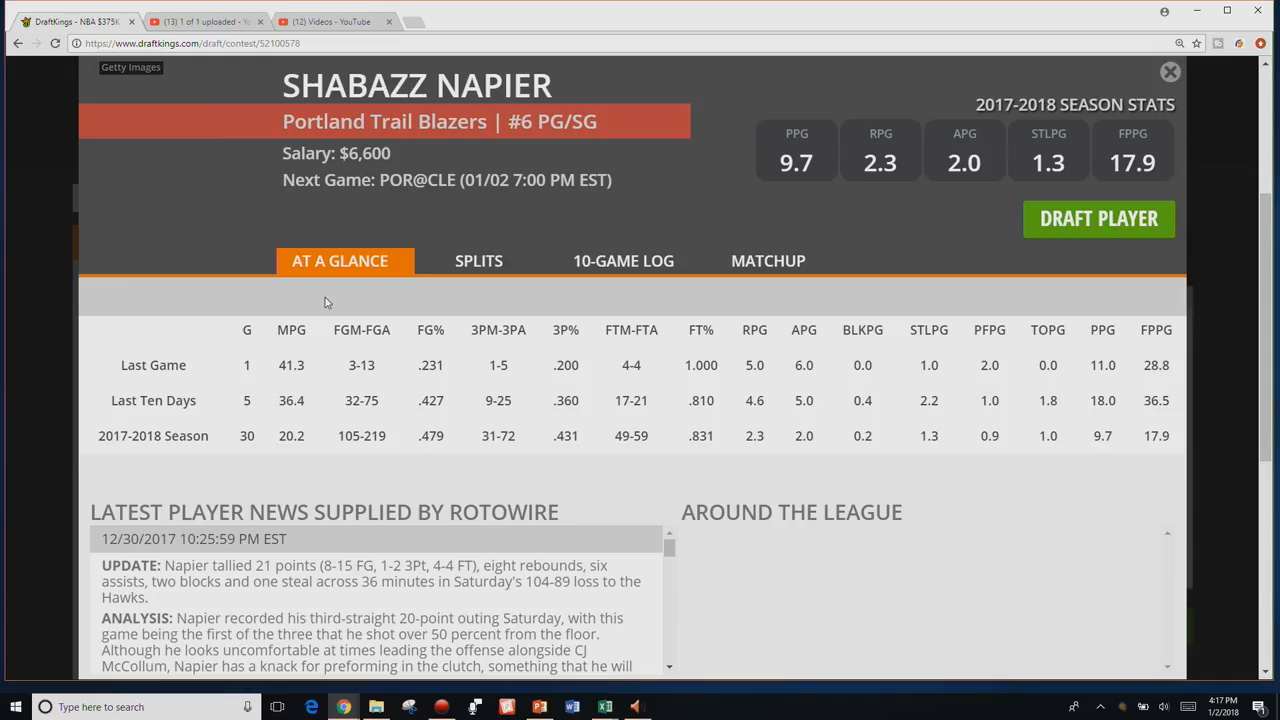 DraftKings - NBA $375K
(13) 1 of 1 uploaded - Yo
(12) Videos - YouTube
https://www.draftkings.com/draft/contest/52100578
Getty Images
SHABAZZ NAPIER
Portland Trail Blazers | #6 PG/SG
Salary: $6,600
Next Game: POR@CLE (01/02 7:00 PM EST)
2017-2018 SEASON STATS
PPG RPG APG STLPG FPPG
9.7 2.3 2.0 1.3 17.9
DRAFT PLAYER
AT A GLANCE SPLITS 10-GAME LOG MATCHUP
G MPG FGM-FGA FG% 3PM-3PA 3P% FTM-FTA FT% RPG APG BLKPG STLPG PFPG TOPG PPG FPPG
Last Game 1 41.3 3-13 .231 1-5 .200 4-4 1.000 5.0 6.0 0.0 1.0 2.0 0.0 11.0 28.8
Last Ten Days 5 36.4 32-75 .427 9-25 .360 17-21 .810 4.6 5.0 0.4 2.2 1.0 1.8 18.0 36.5
2017-2018 Season 30 20.2 105-219 .479 31-72 .431 49-59 .831 2.3 2.0 0.2 1.3 0.9 1.0 9.7 17.9
LATEST PLAYER NEWS SUPPLIED BY ROTOWIRE
12/30/2017 10:25:59 PM EST
UPDATE: Napier tallied 21 points (8-15 FG, 1-2 3Pt, 4-4 FT), eight rebounds, six
assists, two blocks and one steal across 36 minutes in Saturday's 104-89 loss to the
Hawks.
ANALYSIS: Napier recorded his third-straight 20-point outing Saturday, with this
game being the first of the three that he shot over 50 percent from the floor.
Although he looks uncomfortable at times leading the offense alongside CJ
McCollum, Napier has a knack for preforming in the clutch, something that he will
AROUND THE LEAGUE
Type here to search
4:17 PM
1/2/2018